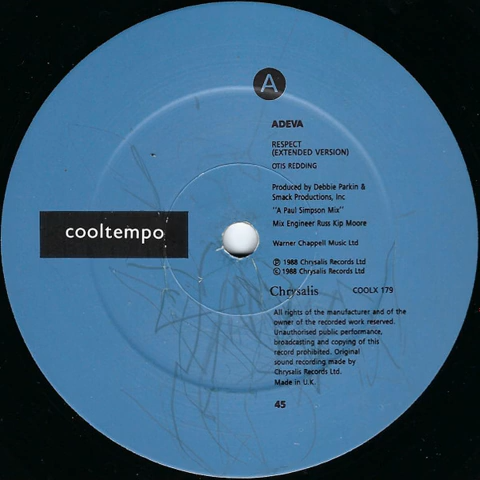 A
ADEVA
RESPECT
(EXTENDED VERSION)
OTIS REDDING
Produced by Debbie Parkin &
Smack Productions, Inc
"A Paul Simpson Mix"
Mix Engineer Russ Kip Moore
cooltempo
Warner Chappell Music Ltd
℗ 1988 Chrysalis Records Ltd
© 1988 Chrysalis Records Ltd
Chrysalis COOLX 179
All rights of the manufacturer and of the
owner of the recorded work reserved.
Unauthorised public performance,
broadcasting and copying of this
record prohibited. Original
sound recording made by
Chrysalis Records Ltd.
Made in U.K.
45